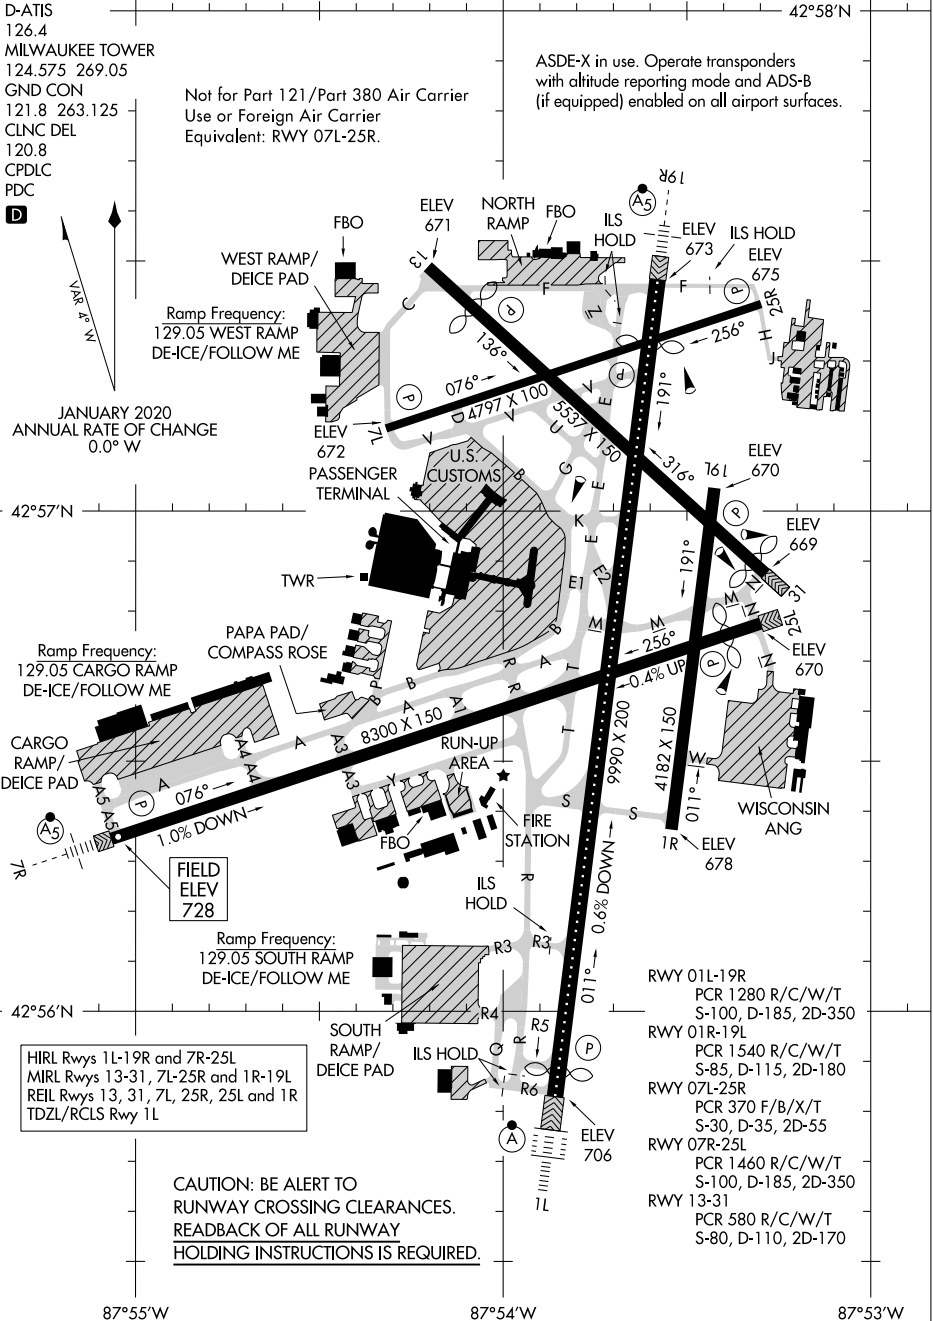 D-ATIS
126.4
MILWAUKEE TOWER
124.575 269.05
GND CON
121.8 263.125
CLNC DEL
120.8
CPDLC
PDC
D
42°58'N
ASDE-X in use. Operate transponders
with altitude reporting mode and ADS-B
(if equipped) enabled on all airport surfaces.
Not for Part 121/Part 380 Air Carrier
Use or Foreign Air Carrier
Equivalent: RWY 07L-25R.
VAR 4° W
JANUARY 2020
ANNUAL RATE OF CHANGE
0.0° W
FBO
WEST RAMP/
DEICE PAD
Ramp Frequency:
129.05 WEST RAMP
DE-ICE/FOLLOW ME
ELEV
671
13
C
NORTH
RAMP
FBO
ILS
HOLD
A5
19R
ELEV
673
ILS HOLD
ELEV
675
F
F
Z
P
P
25R
H
J
256°
136°
076°
4797 X 100
5537 X 150
P
P
191°
7L
ELEV
672
V
D
V
V
U
E
B
G
E
K
E
E
E2
E1
316°
19L
ELEV
670
U.S.
CUSTOMS
PASSENGER
TERMINAL
42°57'N
TWR
P
ELEV
669
31
191°
N
N
M
M
M
256°
25L
ELEV
670
N
P
0.4% UP
PAPA PAD/
COMPASS ROSE
Ramp Frequency:
129.05 CARGO RAMP
DE-ICE/FOLLOW ME
P
B
B
A
A
A1
R
R
A
B
T
T
T
8300 X 150
RUN-UP
AREA
9990 X 200
4182 X 150
CARGO
RAMP/
DEICE PAD
A
A
A3
A3
A4
A4
A5
A5
P
076°
1.0% DOWN
Y
W
011°
WISCONSIN
ANG
A5
7R
FIELD
ELEV
728
FBO
FIRE
STATION
S
S
1R
ELEV
678
0.6% DOWN
R
ILS
HOLD
R3
R3
Ramp Frequency:
129.05 SOUTH RAMP
DE-ICE/FOLLOW ME
011°
42°56'N
R4
R5
Q
R
P
R6
SOUTH
RAMP/
DEICE PAD
ILS HOLD
A
ELEV
706
1L
HIRL Rwys 1L-19R and 7R-25L
MIRL Rwys 13-31, 7L-25R and 1R-19L
REIL Rwys 13, 31, 7L, 25R, 25L and 1R
TDZL/RCLS Rwy 1L
RWY 01L-19R
PCR 1280 R/C/W/T
S-100, D-185, 2D-350
RWY 01R-19L
PCR 1540 R/C/W/T
S-85, D-115, 2D-180
RWY 07L-25R
PCR 370 F/B/X/T
S-30, D-35, 2D-55
RWY 07R-25L
PCR 1460 R/C/W/T
S-100, D-185, 2D-350
RWY 13-31
PCR 580 R/C/W/T
S-80, D-110, 2D-170
CAUTION: BE ALERT TO
RUNWAY CROSSING CLEARANCES.
READBACK OF ALL RUNWAY
HOLDING INSTRUCTIONS IS REQUIRED.
87°55'W
87°54'W
87°53'W